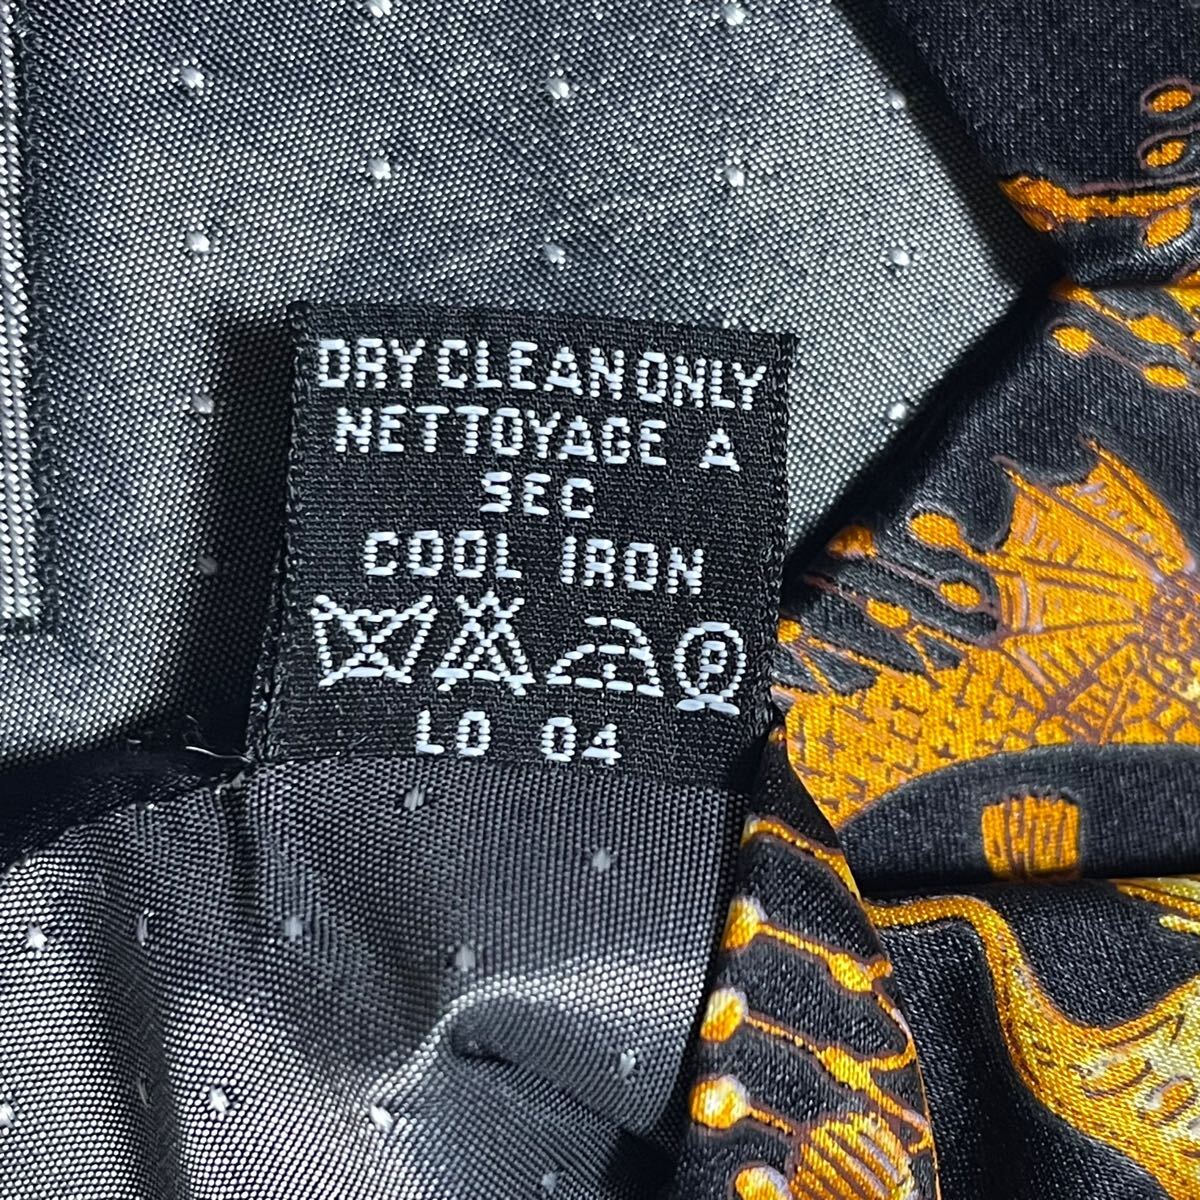 DRY CLEAN ONLY
NETTOYAGE A
SEC
COOL IRON
P
LO 04